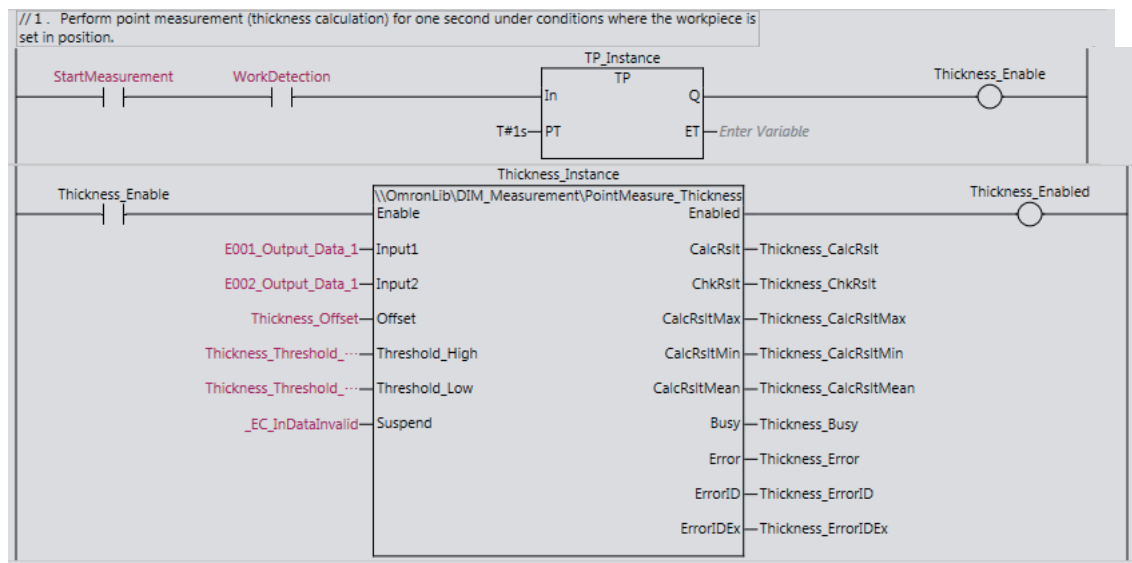 // 1 .  Perform point measurement (thickness calculation) for one second under conditions where the workpiece is
set in position.
TP_Instance
StartMeasurement WorkDetection TP Thickness_Enable
In Q
T#1s PT ET Enter Variable
Thickness_Instance
Thickness_Enable \\OmronLib\DIM_Measurement\PointMeasure_Thickness Thickness_Enabled
Enable Enabled
E001_Output_Data_1 Input1 CalcRslt Thickness_CalcRslt
E002_Output_Data_1 Input2 ChkRslt Thickness_ChkRslt
Thickness_Offset Offset CalcRsltMax Thickness_CalcRsltMax
Thickness_Threshold_··· Threshold_High CalcRsltMin Thickness_CalcRsltMin
Thickness_Threshold_··· Threshold_Low CalcRsltMean Thickness_CalcRsltMean
_EC_InDataInvalid Suspend Busy Thickness_Busy
Error Thickness_Error
ErrorID Thickness_ErrorID
ErrorIDEx Thickness_ErrorIDEx